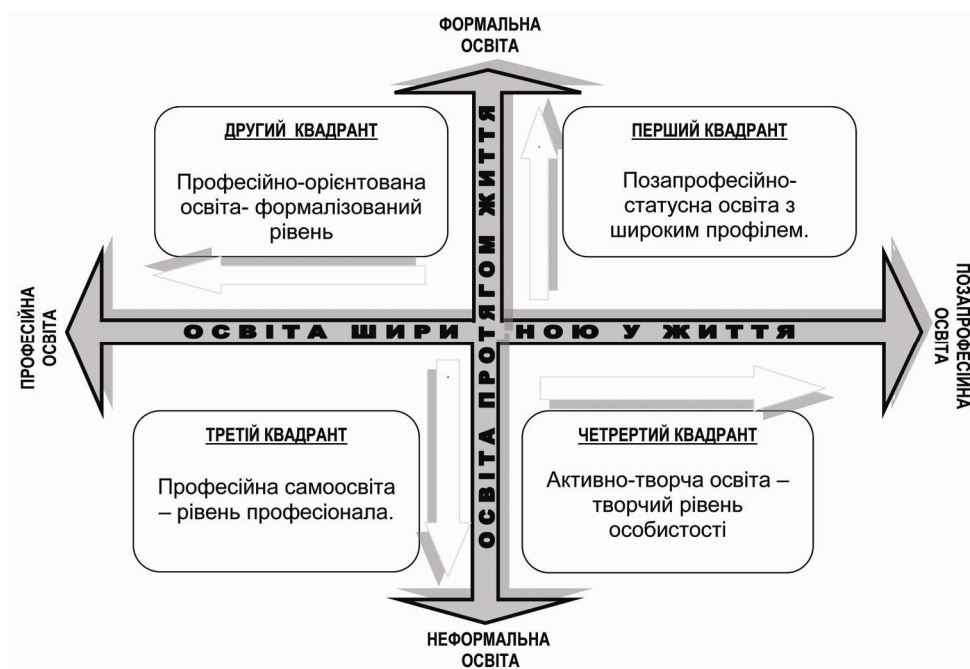 ФОРМАЛЬНА
ОСВІТА
ДРУГИЙ КВАДРАНТ
Професійно-орієнтована
освіта- формалізований
рівень
ПЕРШИЙ КВАДРАНТ
Позапрофесійно-
статусна освіта з
широким профілем.
ПРОФЕСІЙНА
ОСВІТА
ОСВІТА ШИРИНОЮ У ЖИТТЯ
ОСВІТА ПРОТЯГОМ ЖИТТЯ
ПОЗАПРОФЕСІЙНА
ОСВІТА
ТРЕТІЙ КВАДРАНТ
Професійна самоосвіта
– рівень професіонала.
ЧЕТРЕРТИЙ КВАДРАНТ
Активно-творча освіта –
творчий рівень
особистості
НЕФОРМАЛЬНА
ОСВІТА